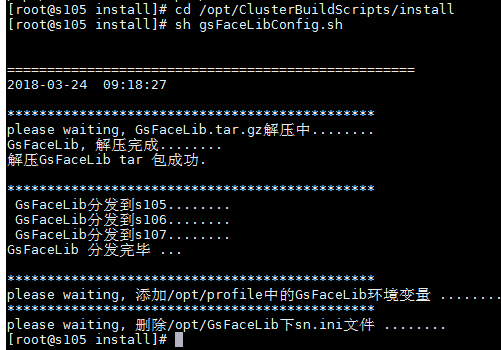 [root@s105 install]# cd /opt/ClusterBuildScripts/install
[root@s105 install]# sh gsFaceLibConfig.sh
=====================================================
2018-03-24  09:18:27
************************************************
please waiting, GsFaceLib.tar.gz解压中........
GsFaceLib, 解压完成........
解压GsFaceLib tar 包成功.
************************************************
GsFaceLib分发到s105........
GsFaceLib分发到s106........
GsFaceLib分发到s107........
GsFaceLib 分发完毕 ...
************************************************
please waiting, 添加/opt/profile中的GsFaceLib环境变量 ........
************************************************
please waiting, 删除/opt/GsFaceLib下sn.ini文件 ........
[root@s105 install]#